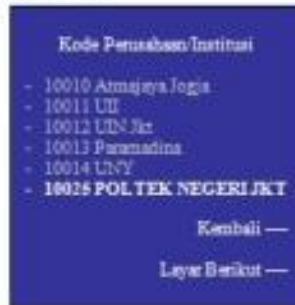 Kode Perusahaan/Institusi
- 10010 Atmajaya Jogja
- 10011 UII
- 10012 UIN Jkt
- 10013 Paramadina
- 10014 UNY
- 10025 POLTEK NEGERI JKT
Kembali —
Layar Berikut —